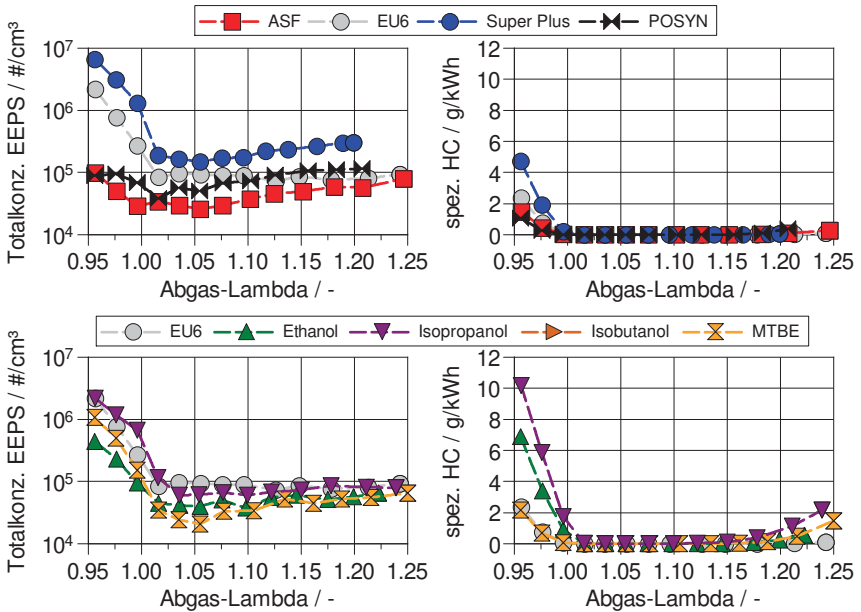 ASF EU6 Super Plus POSYN
Totalkonz. EEPS / #/cm³
10⁷
10⁶
10⁵
10⁴
0.95 1.00 1.05 1.10 1.15 1.20 1.25
Abgas-Lambda / -
spez. HC / g/kWh
12
10
8
6
4
2
0
0.95 1.00 1.05 1.10 1.15 1.20 1.25
Abgas-Lambda / -
EU6 Ethanol Isopropanol Isobutanol MTBE
Totalkonz. EEPS / #/cm³
10⁷
10⁶
10⁵
10⁴
0.95 1.00 1.05 1.10 1.15 1.20 1.25
Abgas-Lambda / -
spez. HC / g/kWh
12
10
8
6
4
2
0
0.95 1.00 1.05 1.10 1.15 1.20 1.25
Abgas-Lambda / -